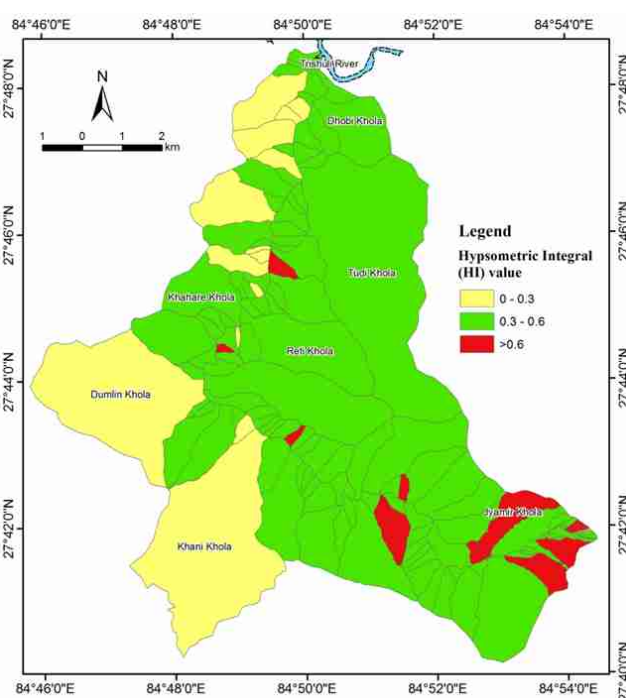 84°46'0"E 84°48'0"E 84°50'0"E 84°52'0"E 84°54'0"E
Trishuli River
27°48'0"N 27°48'0"N
N
Dhobi Khola
1 0 1 2
km
27°46'0"N 27°46'0"N
Legend
Hypsometric Integral
(HI) value
0 - 0.3
0.3 - 0.6
>0.6
Tudi Khola
Khahare Khola
Reti Khola
27°44'0"N 27°44'0"N
Dumlin Khola
Jyamir Khola
27°42'0"N 27°42'0"N
Khani Khola
27°40'0"N
84°46'0"E 84°48'0"E 84°50'0"E 84°52'0"E 84°54'0"E